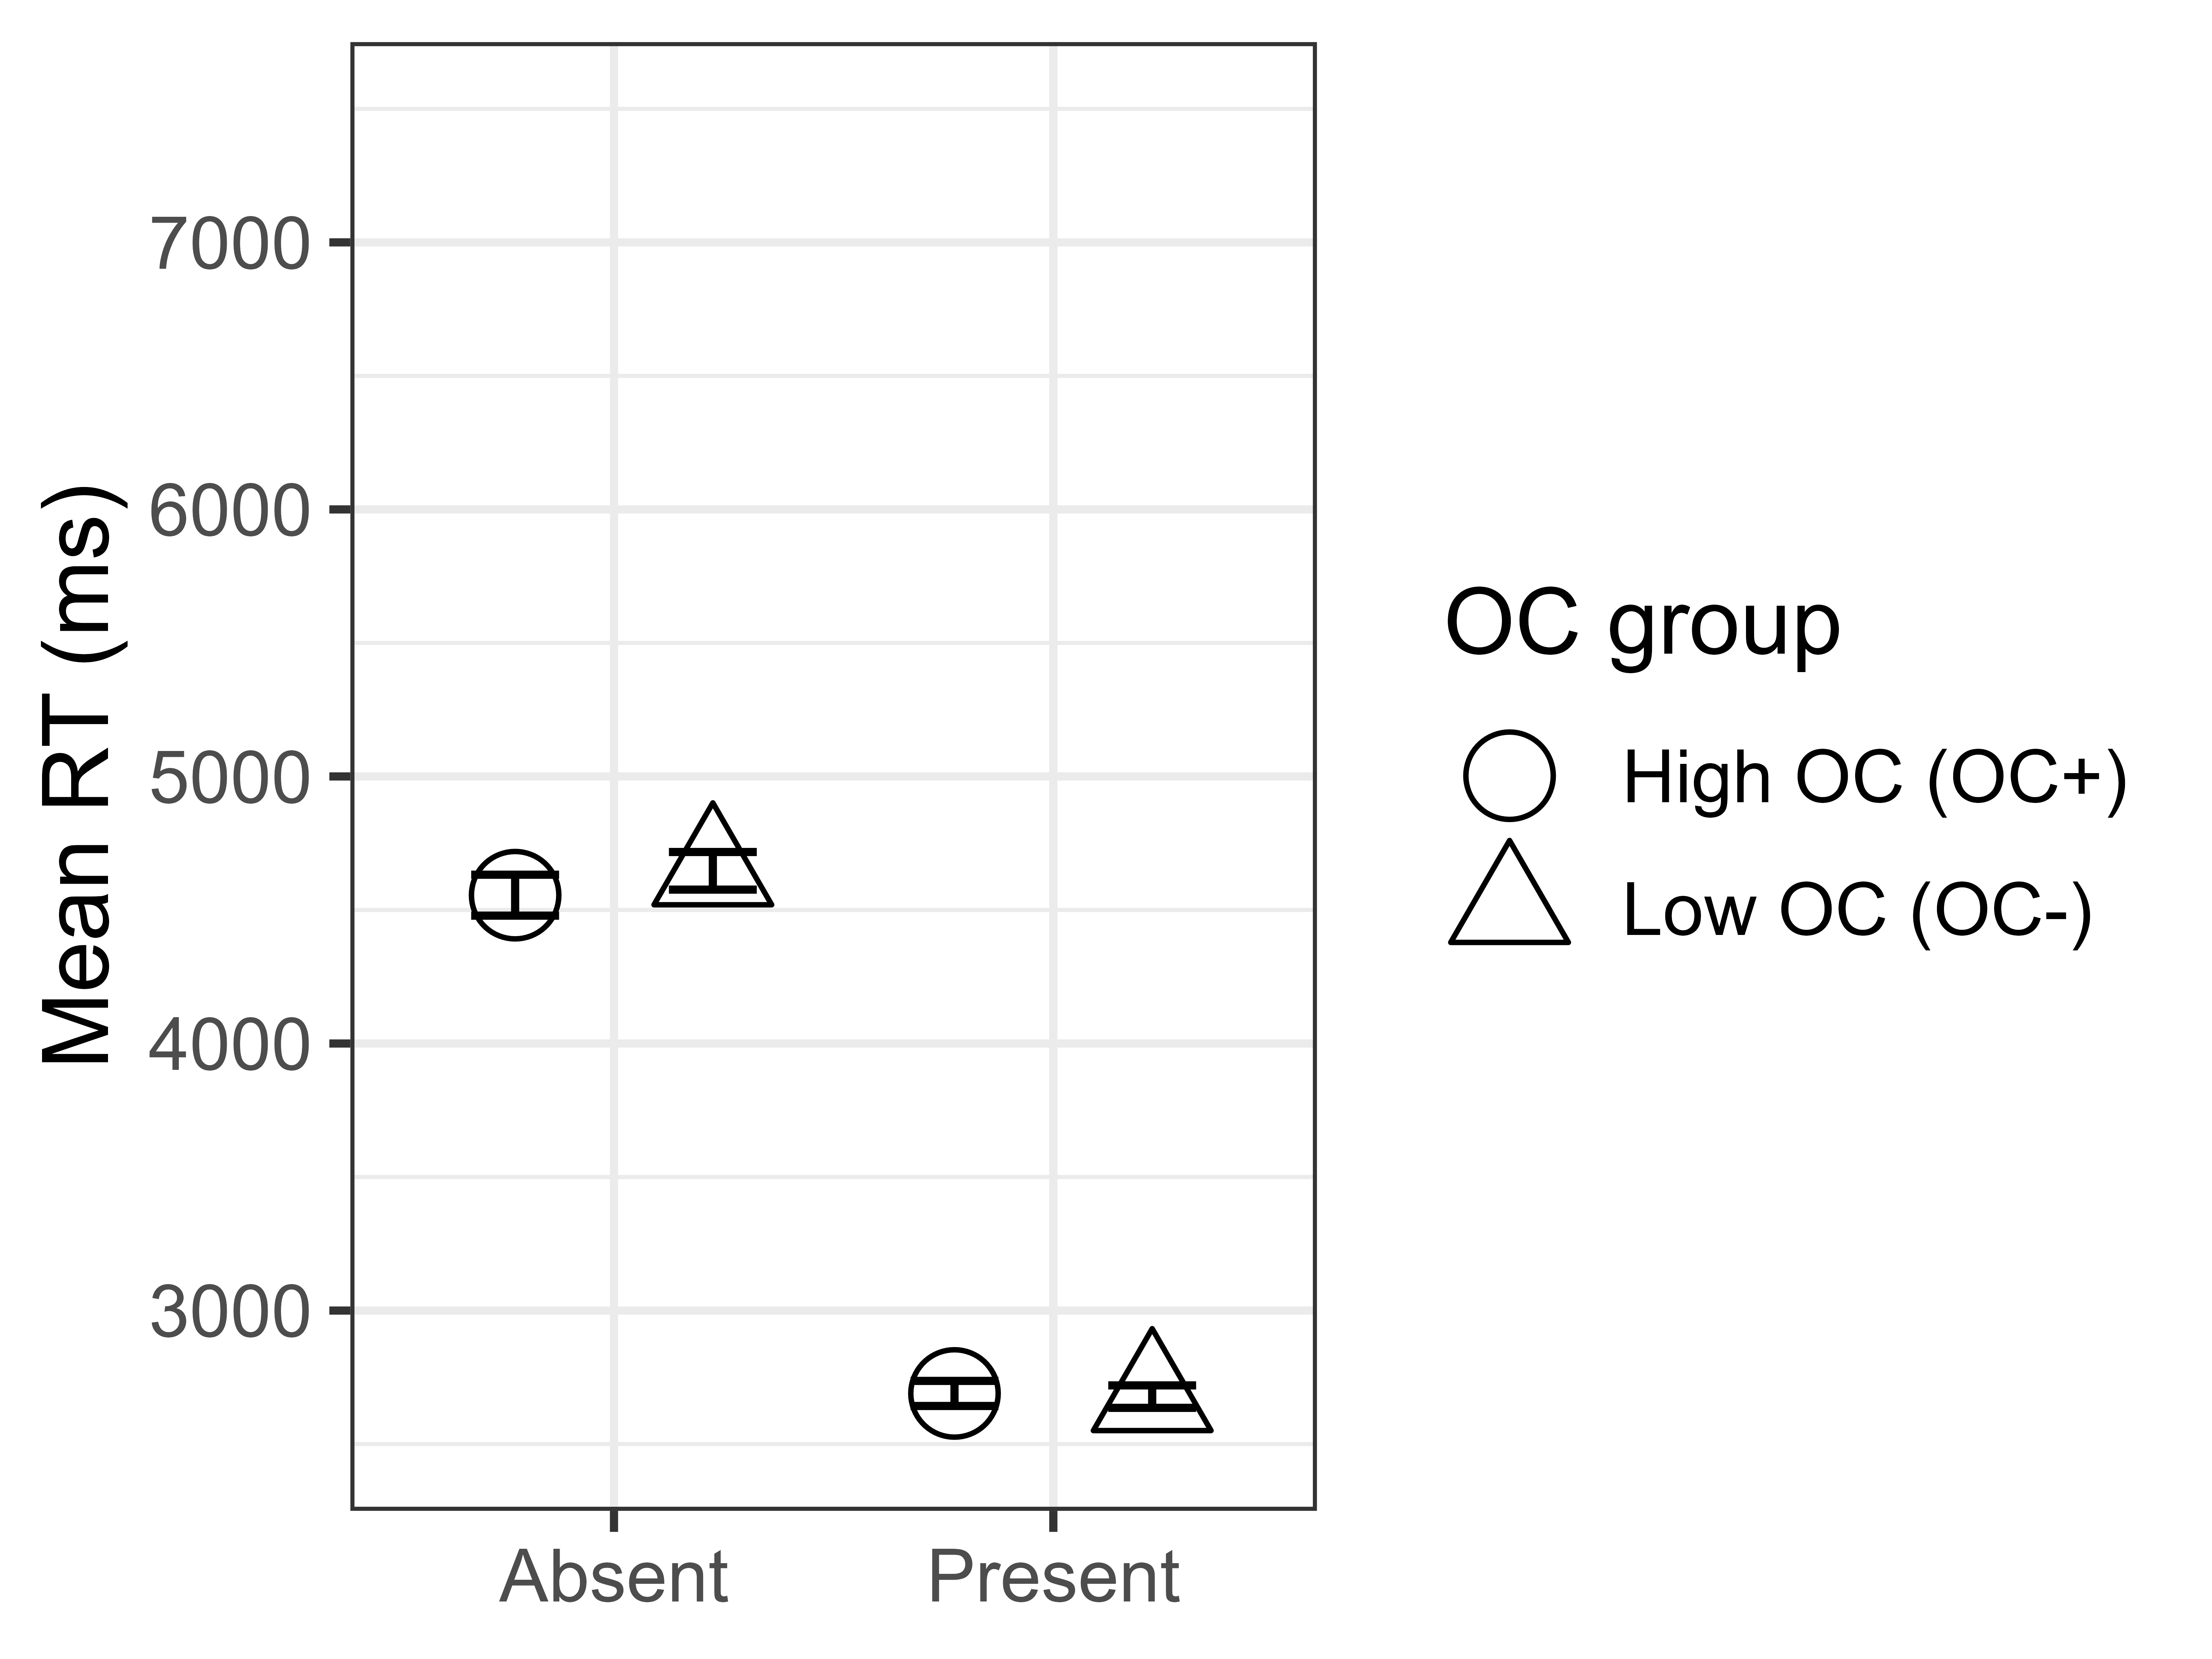 Mean RT (ms)
7000
6000
5000
4000
3000
Absent Present
OC group
High OC (OC+)
Low OC (OC-)